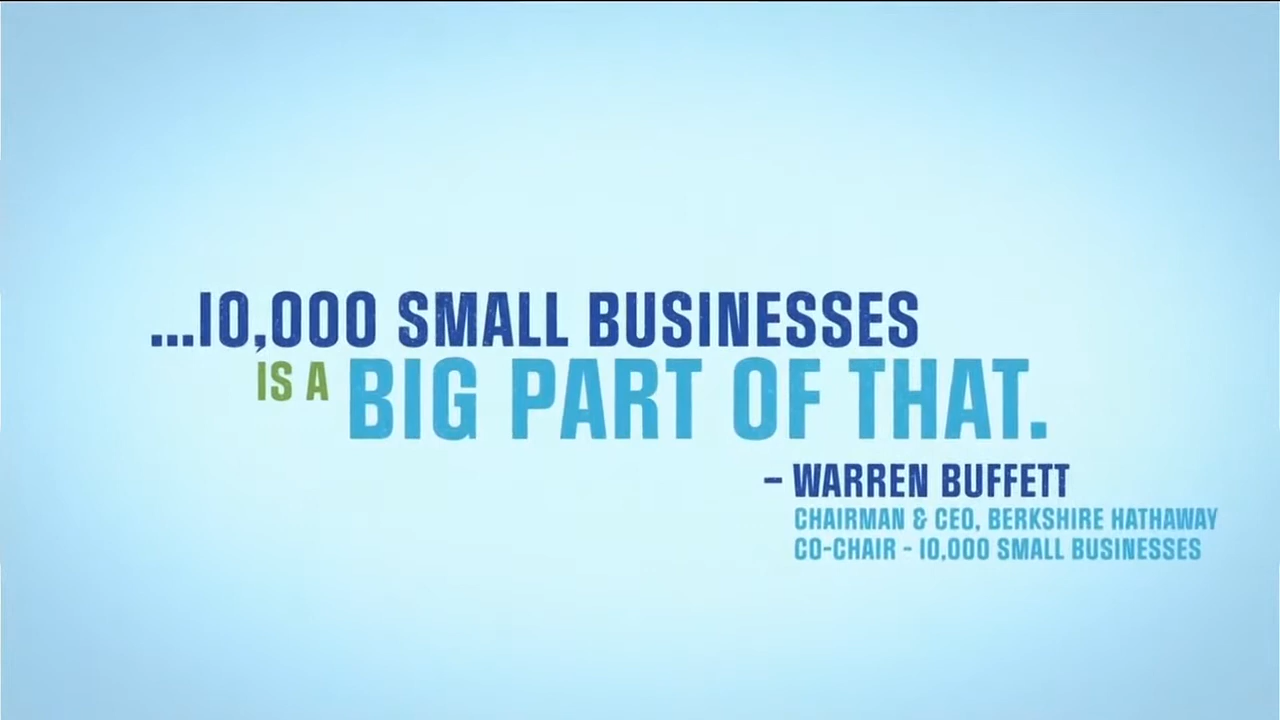 ...10,000 SMALL BUSINESSES
IS A BIG PART OF THAT.
– WARREN BUFFETT
CHAIRMAN & CEO, BERKSHIRE HATHAWAY
CO-CHAIR - 10,000 SMALL BUSINESSES